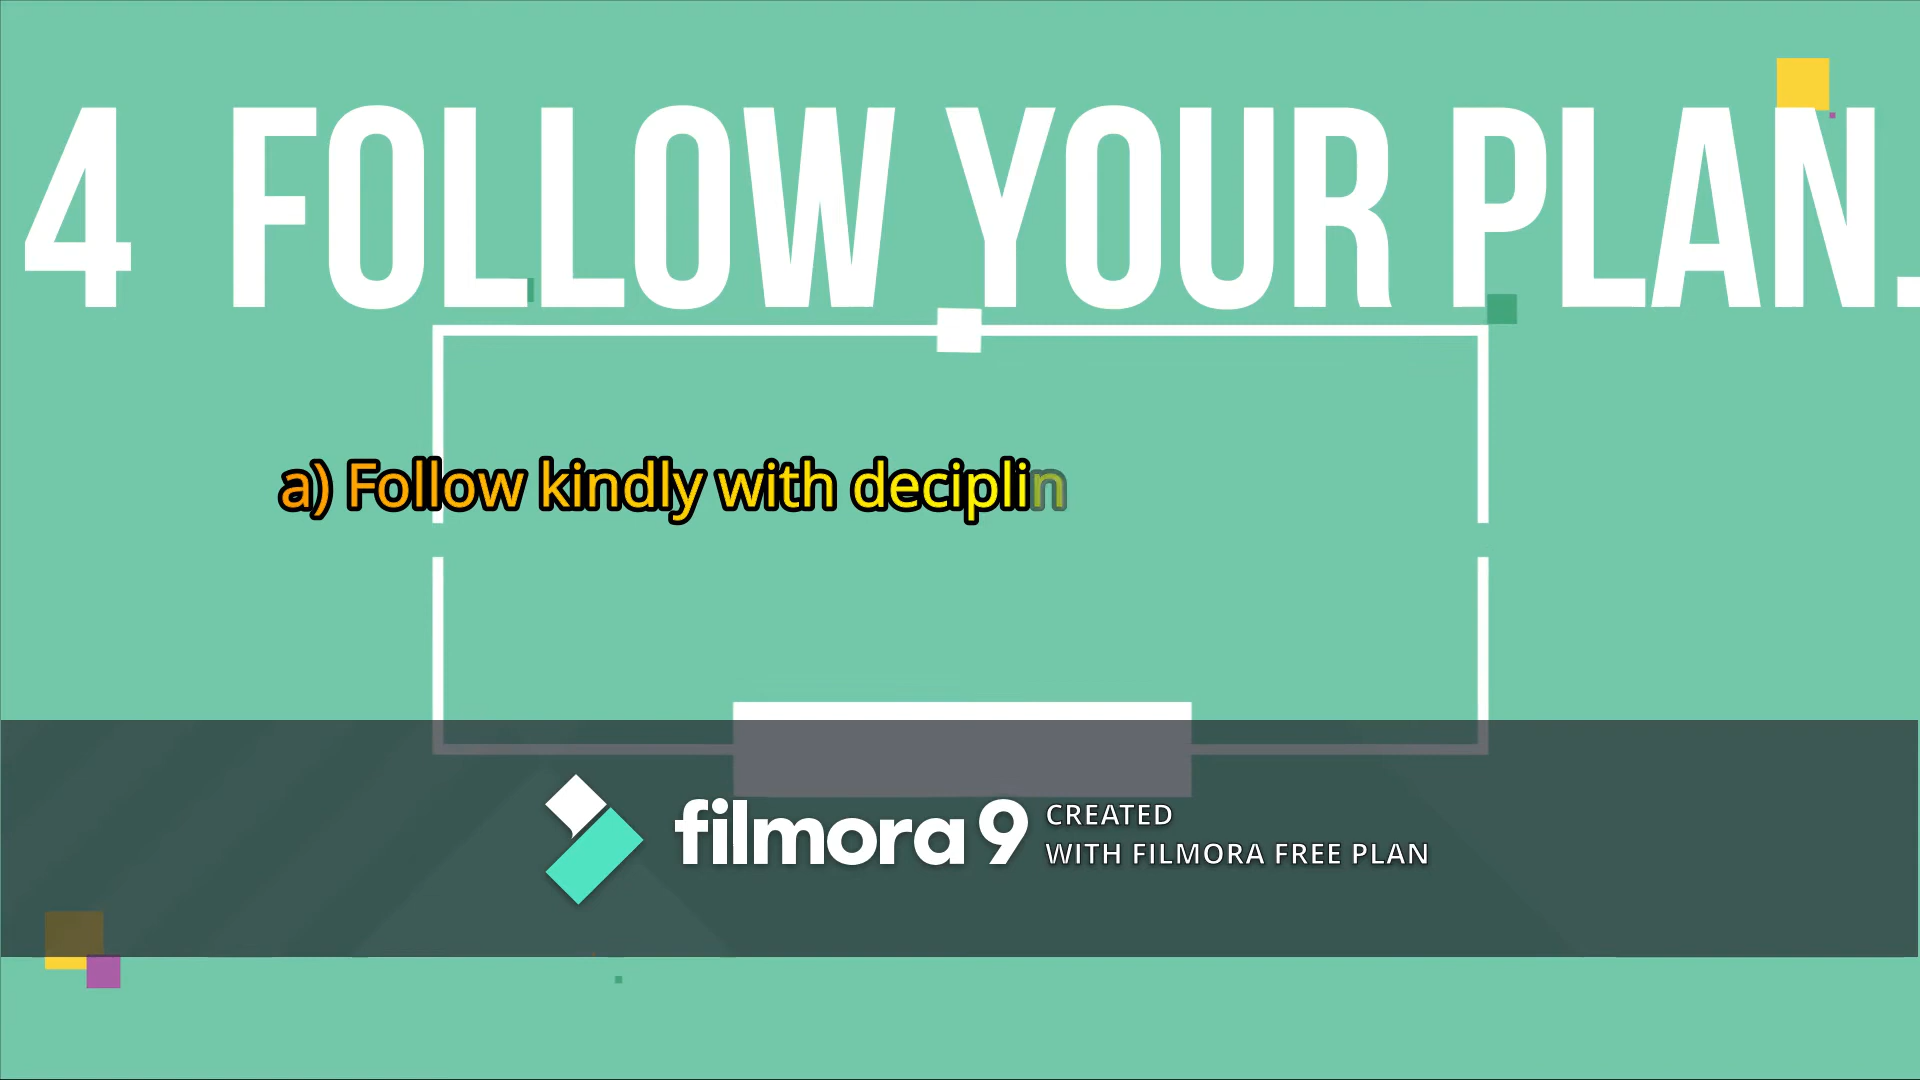 4 FOLLOW YOUR PLAN.
a) Follow kindly with deciplin
filmora 9
CREATED
WITH FILMORA FREE PLAN